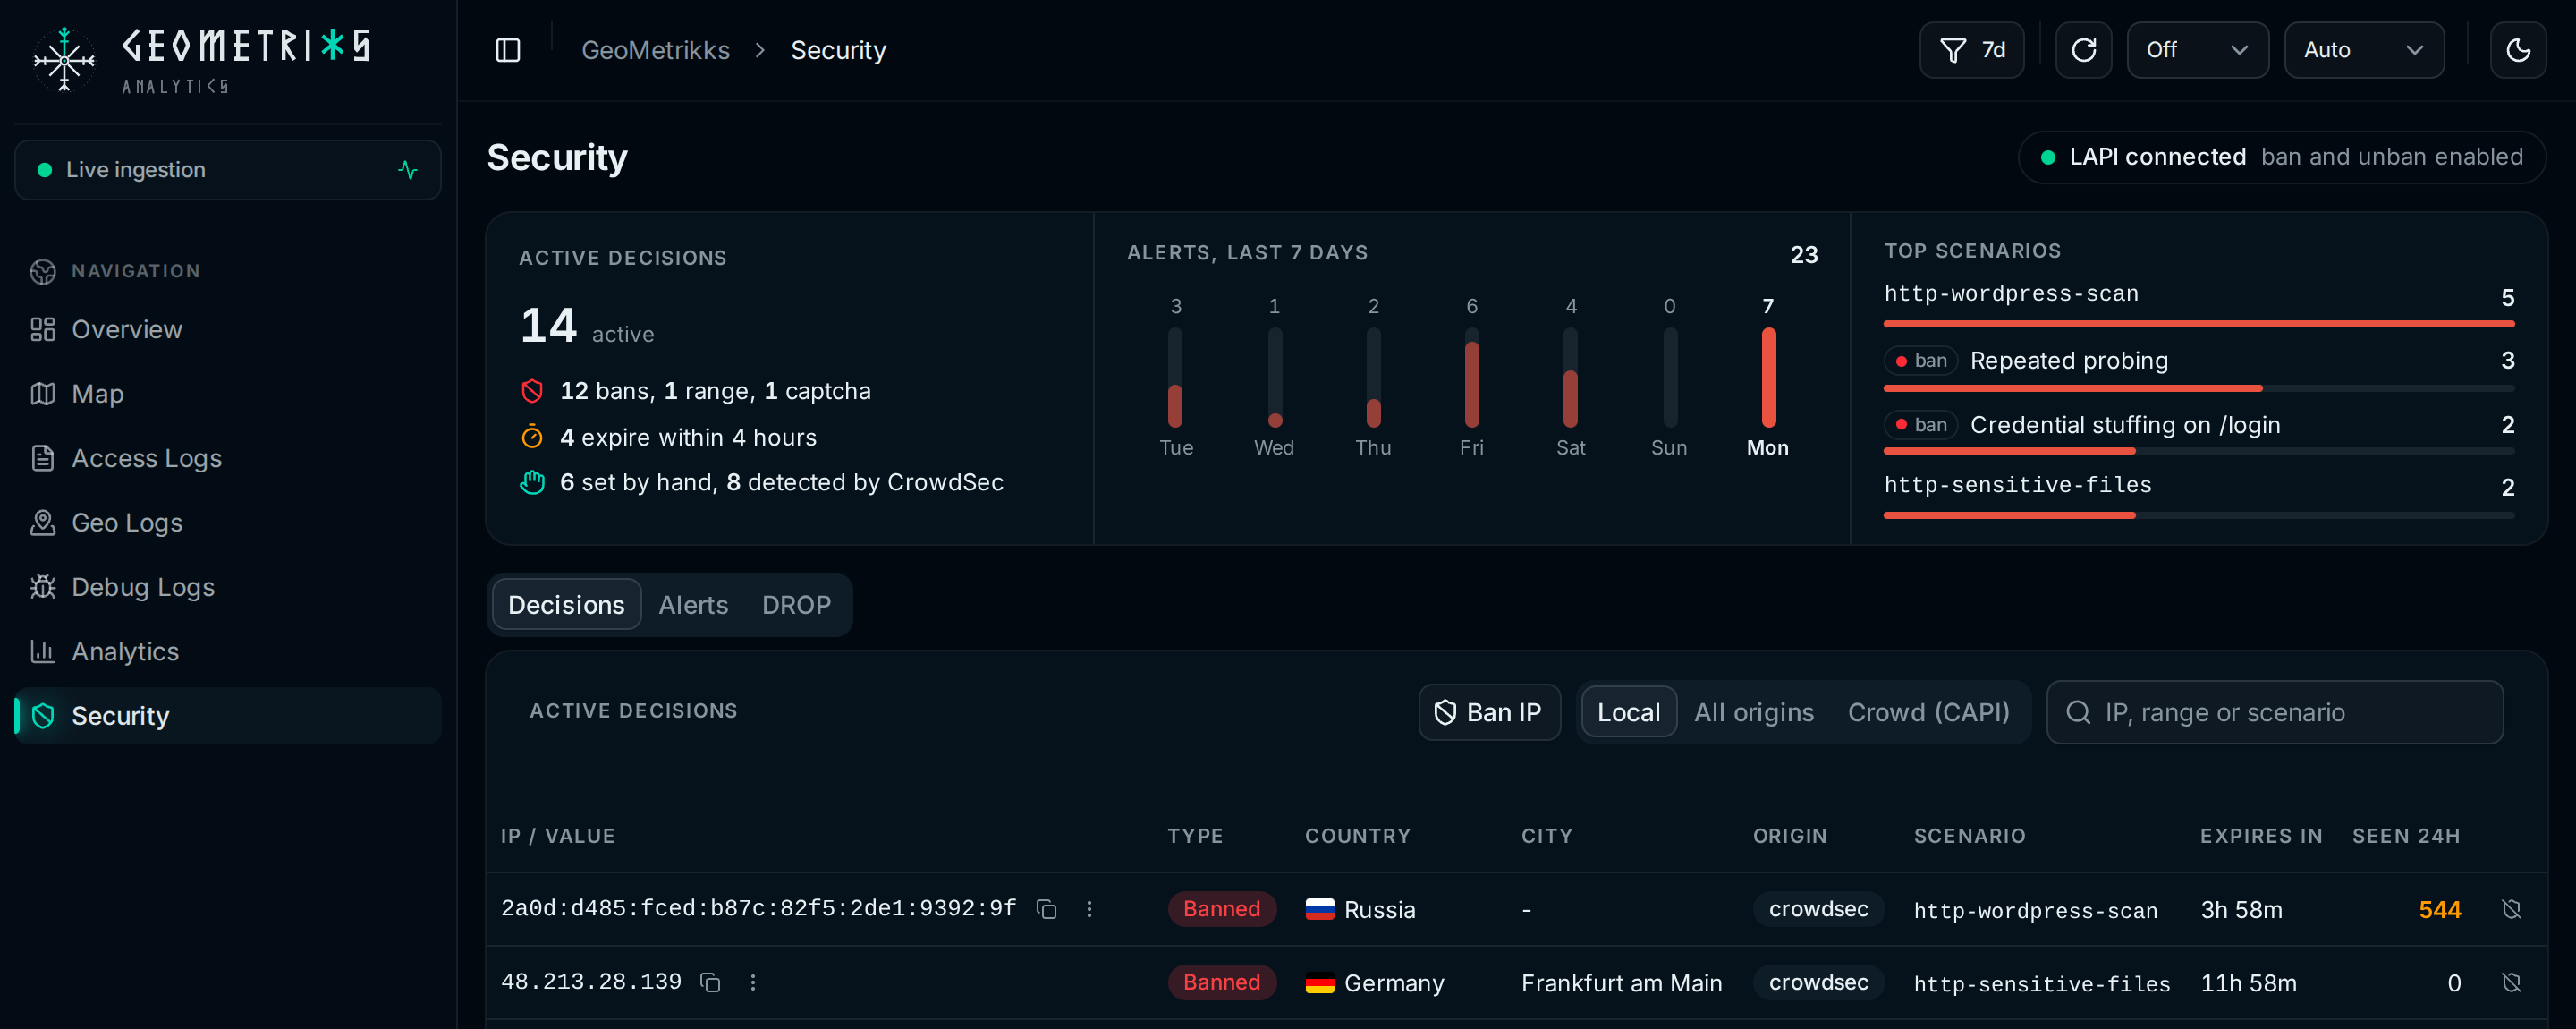 GEOMETRIKS
ANALYTICS
Live ingestion
NAVIGATION
Overview
Map
Access Logs
Geo Logs
Debug Logs
Analytics
Security
GeoMetrikks > Security
7d
Off
Auto
Security
LAPI connected ban and unban enabled
ACTIVE DECISIONS
14 active
12 bans, 1 range, 1 captcha
4 expire within 4 hours
6 set by hand, 8 detected by CrowdSec
ALERTS, LAST 7 DAYS 23
3 1 2 6 4 0 7
Tue Wed Thu Fri Sat Sun Mon
TOP SCENARIOS
http-wordpress-scan 5
ban Repeated probing 3
ban Credential stuffing on /login 2
http-sensitive-files 2
Decisions Alerts DROP
ACTIVE DECISIONS
Ban IP
Local All origins Crowd (CAPI)
IP, range or scenario
IP / VALUE TYPE COUNTRY CITY ORIGIN SCENARIO EXPIRES IN SEEN 24H
2a0d:d485:fced:b87c:82f5:2de1:9392:9f Banned Russia - crowdsec http-wordpress-scan 3h 58m 544
48.213.28.139 Banned Germany Frankfurt am Main crowdsec http-sensitive-files 11h 58m 0